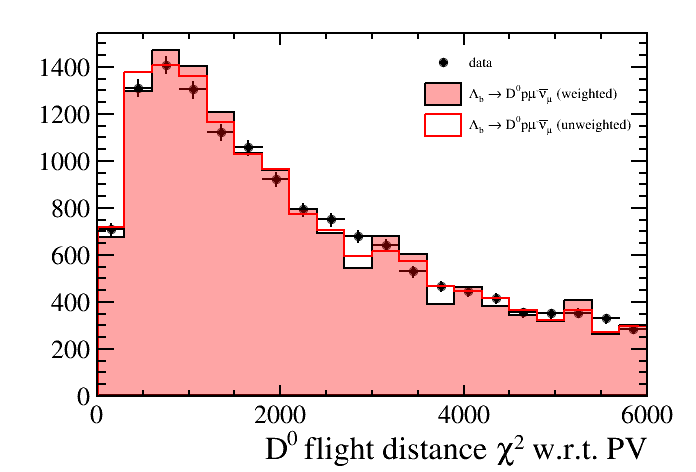 1400
1200
1000
800
600
400
200
0
data
Λb → D⁰pμ ν̄μ (weighted)
Λb → D⁰pμ ν̄μ (unweighted)
0 2000 4000 6000
D⁰ flight distance χ² w.r.t. PV